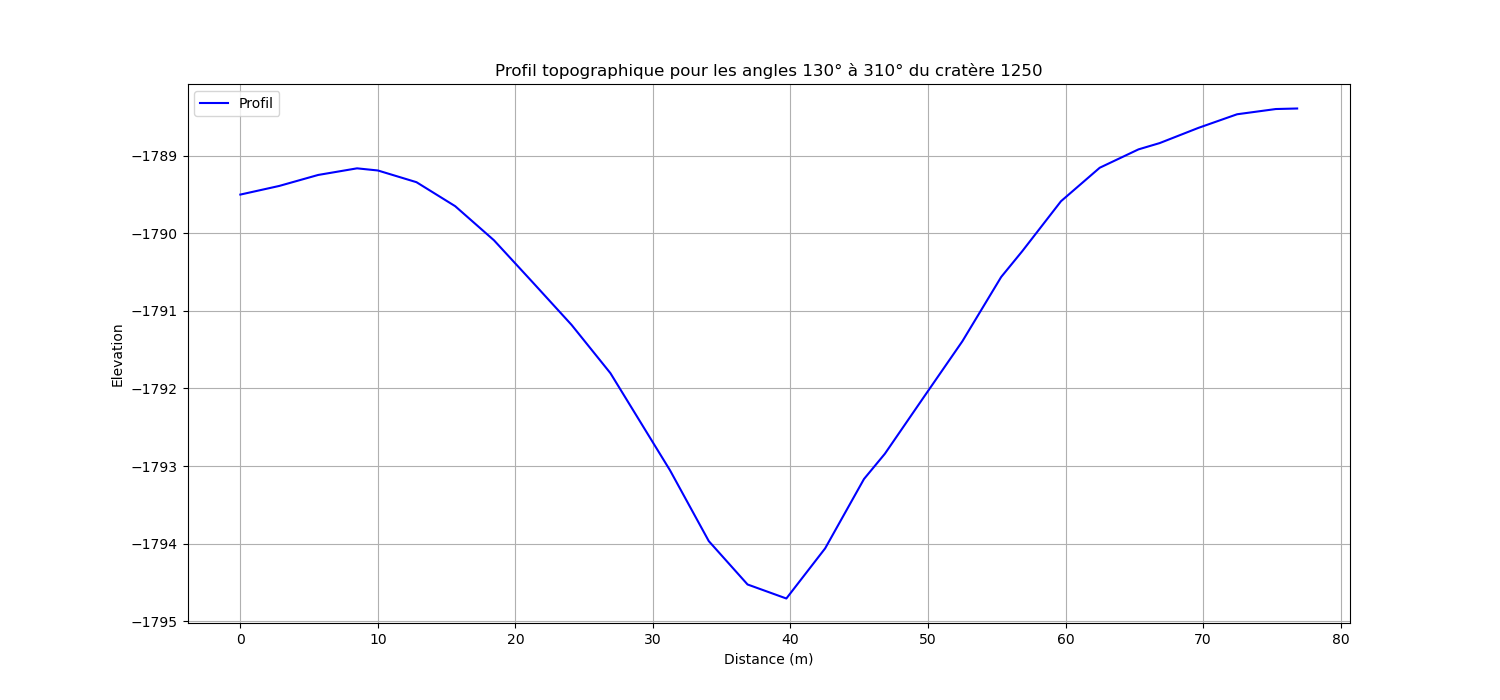 Profil topographique pour les angles 130° à 310° du cratère 1250
Profil
−1789
−1790
−1791
−1792
−1793
−1794
−1795
Elevation
0 10 20 30 40 50 60 70 80
Distance (m)